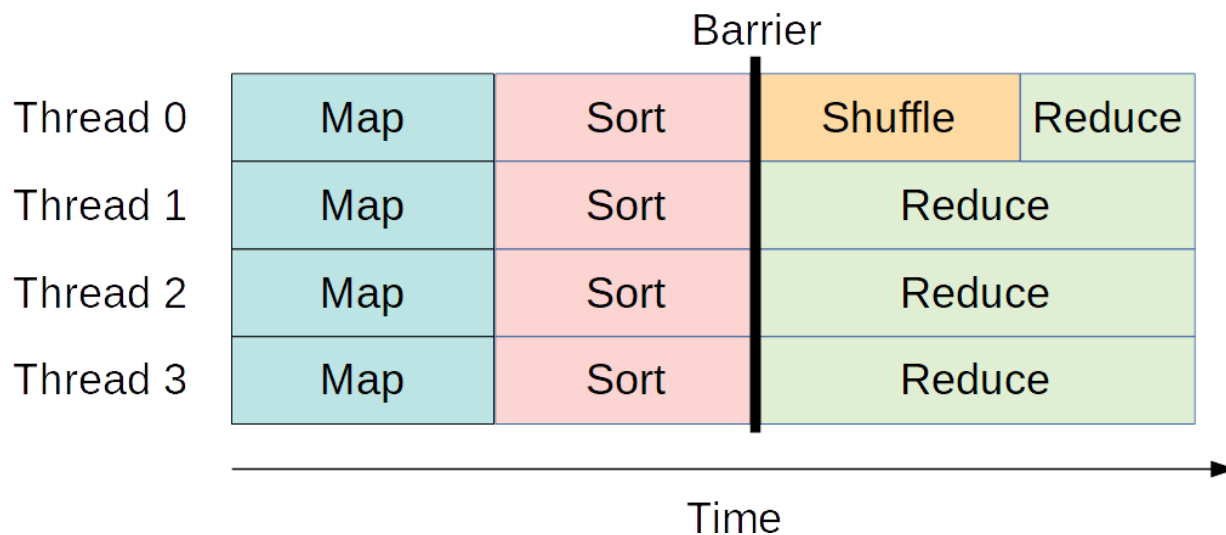 Barrier
Thread 0 Map Sort Shuffle Reduce
Thread 1 Map Sort Reduce
Thread 2 Map Sort Reduce
Thread 3 Map Sort Reduce
Time